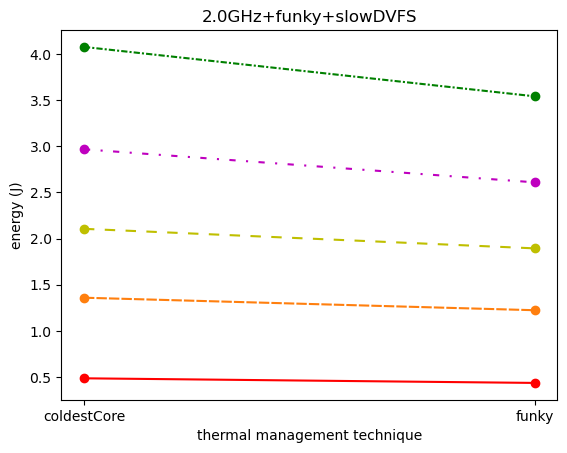 2.0GHz+funky+slowDVFS
4.0
3.5
3.0
2.5
2.0
1.5
1.0
0.5
energy (J)
coldestCore funky
thermal management technique